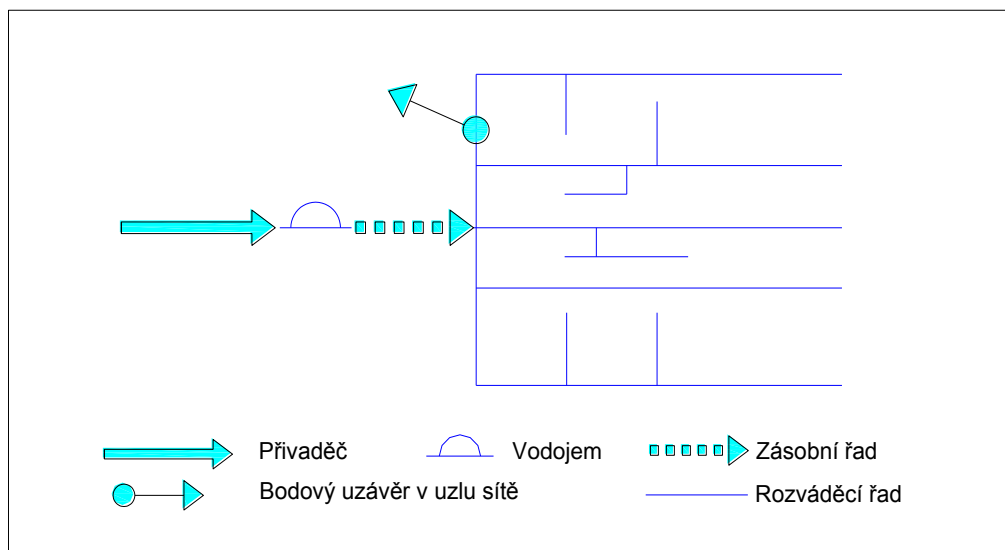 Přivaděč
Vodojem
Zásobní řad
Bodový uzávěr v uzlu sítě
Rozváděcí řad